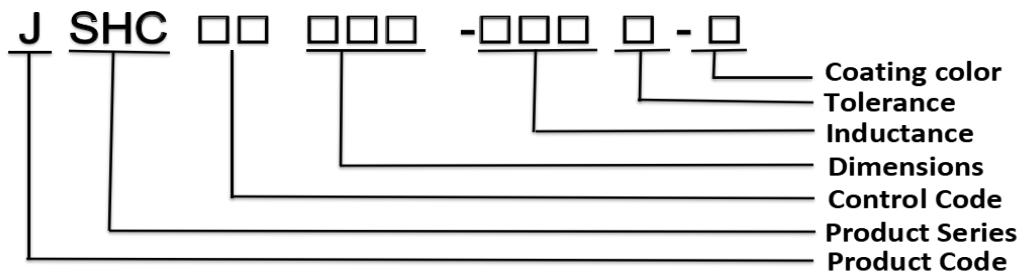 J SHC □□ □□□ -□□□ □ - □
Coating color
Tolerance
Inductance
Dimensions
Control Code
Product Series
Product Code